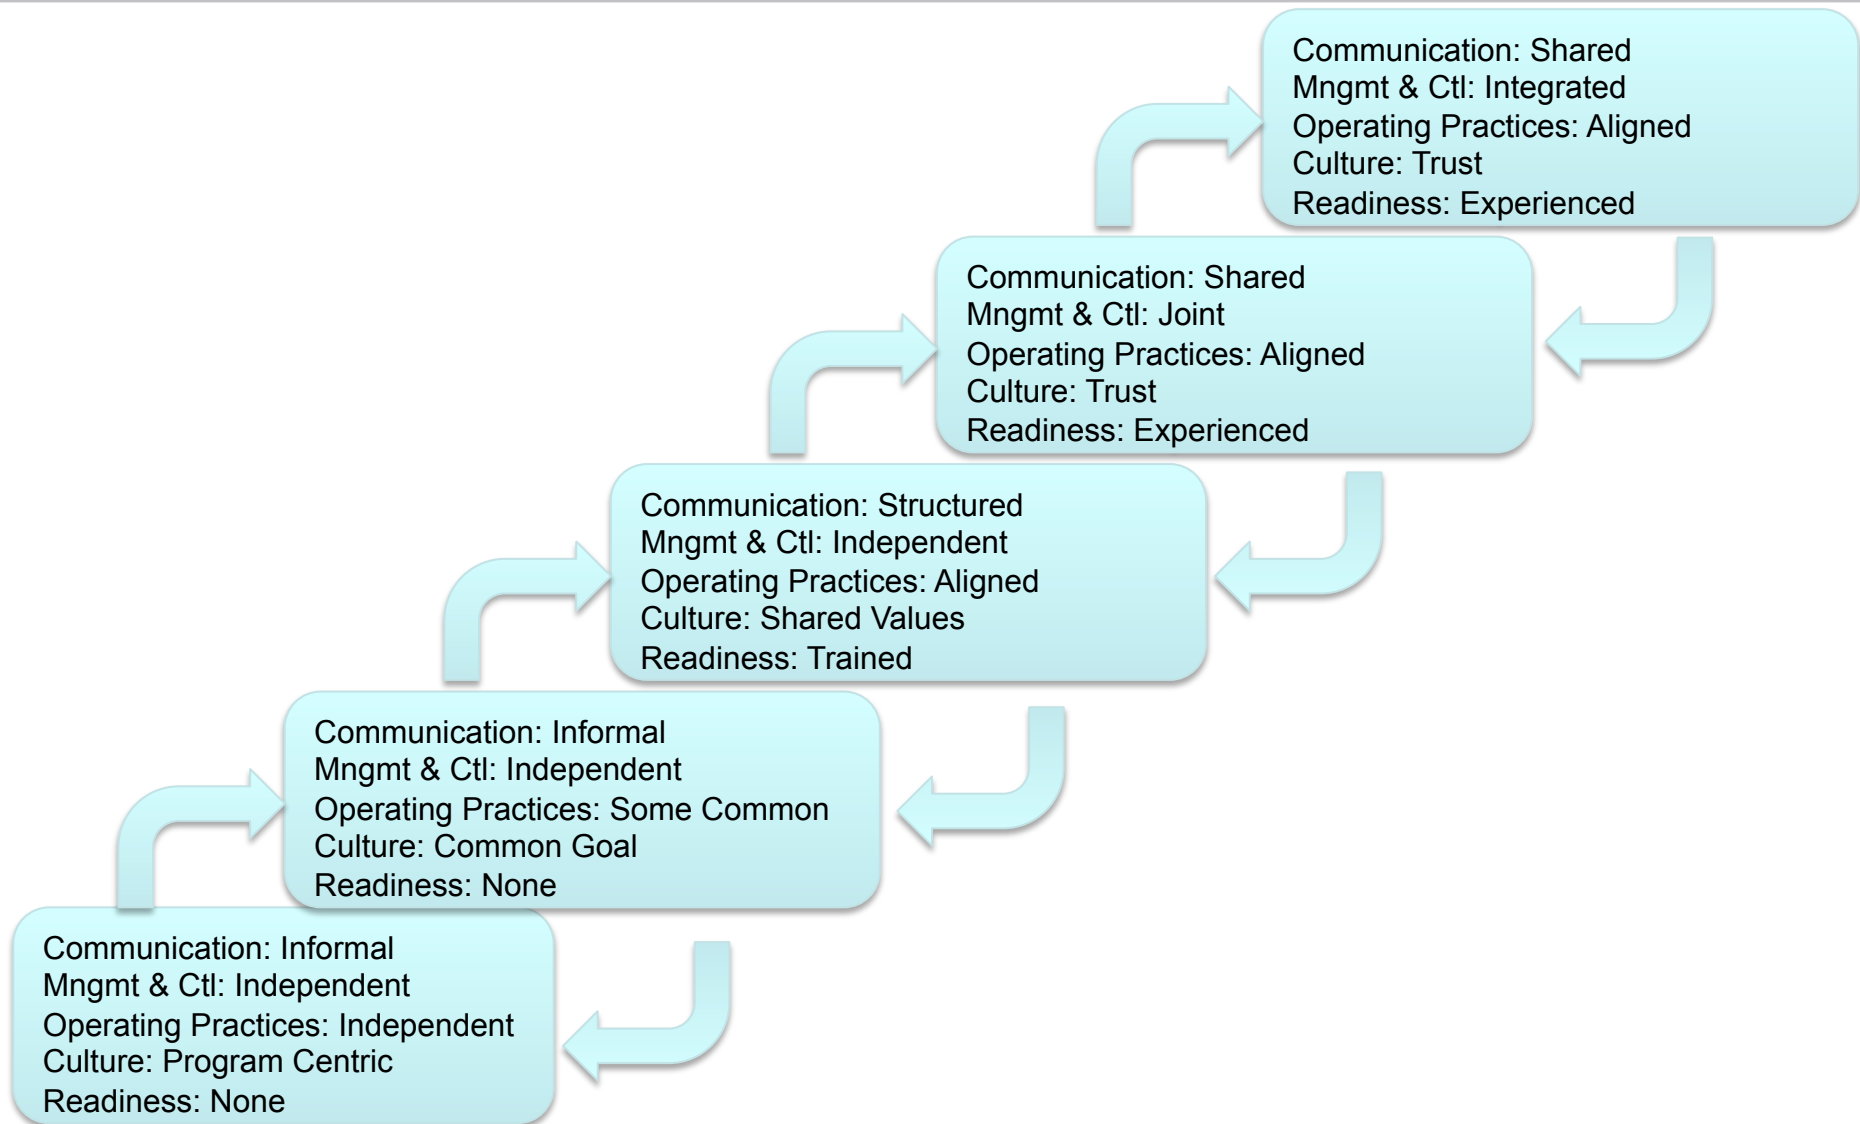 Communication: Shared
Mngmt & Ctl: Integrated
Operating Practices: Aligned
Culture: Trust
Readiness: Experienced
Communication: Shared
Mngmt & Ctl: Joint
Operating Practices: Aligned
Culture: Trust
Readiness: Experienced
Communication: Structured
Mngmt & Ctl: Independent
Operating Practices: Aligned
Culture: Shared Values
Readiness: Trained
Communication: Informal
Mngmt & Ctl: Independent
Operating Practices: Some Common
Culture: Common Goal
Readiness: None
Communication: Informal
Mngmt & Ctl: Independent
Operating Practices: Independent
Culture: Program Centric
Readiness: None